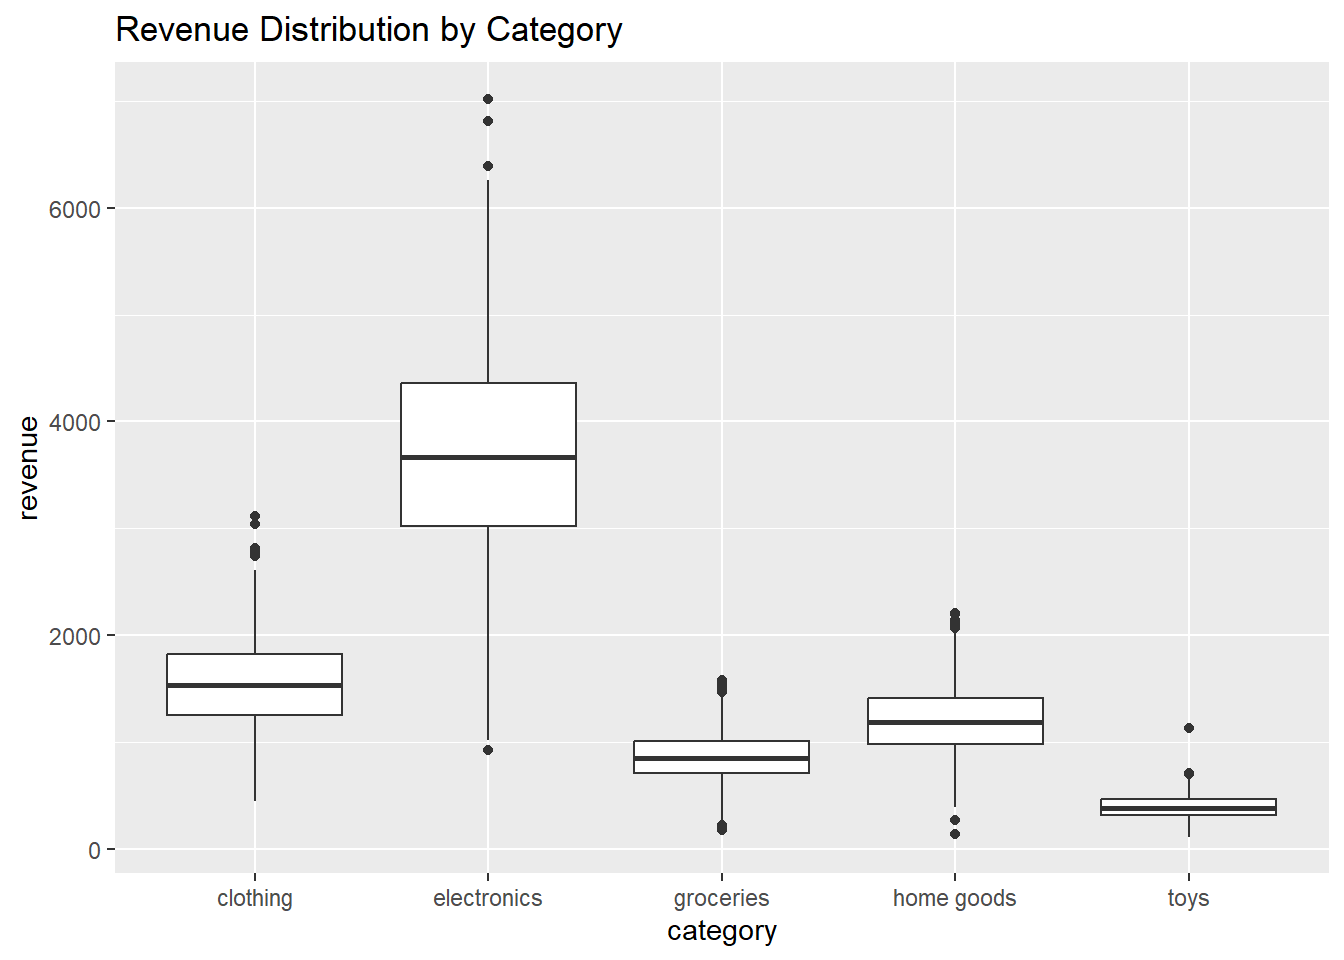 Revenue Distribution by Category
revenue
6000
4000
2000
0
clothing electronics groceries home goods toys
category